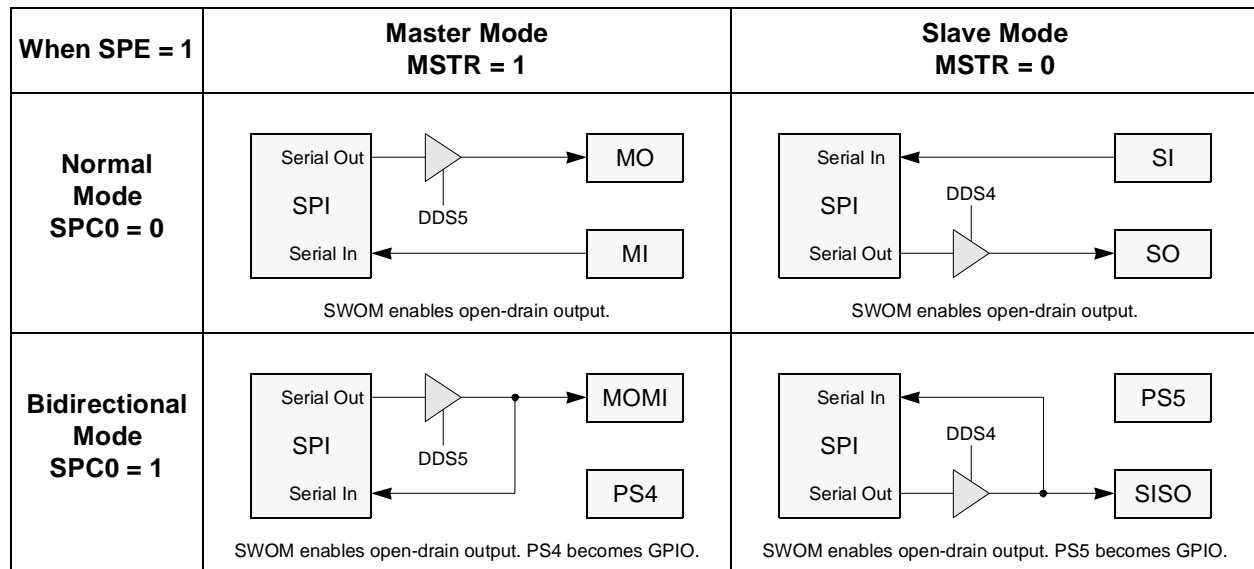 When SPE = 1
Master Mode
MSTR = 1
Slave Mode
MSTR = 0
Normal
Mode
SPC0 = 0
Serial Out
SPI
Serial In
DDS5
MO
MI
SWOM enables open-drain output.
Serial In
SPI
Serial Out
DDS4
SI
SO
SWOM enables open-drain output.
Bidirectional
Mode
SPC0 = 1
Serial Out
SPI
Serial In
DDS5
MOMI
PS4
SWOM enables open-drain output. PS4 becomes GPIO.
Serial In
SPI
Serial Out
DDS4
PS5
SISO
SWOM enables open-drain output. PS5 becomes GPIO.